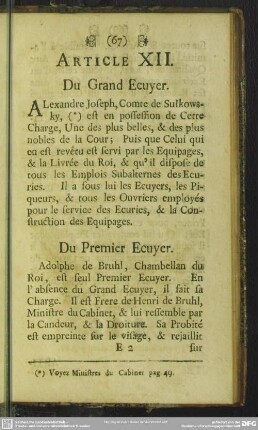 (67)
ARTICLE XII.
Du Grand Ecuyer.
ALexandre Joseph, Comte de Sulkows-
ky, (*) est en possession de Cette
Charge, Une des plus belles, & des plus
nobles de la Cour; Puis que Celui qui
en est revétu est servi par les Equipages,
& la Livrée du Roi, & qu'il dispose de
tous les Emplois Subalternes des Ecu-
ries. Il a sous lui les Ecuyers, les Pi-
queurs, & tous les Ouvriers employés
pour le service des Ecuries, & la Con-
struction des Equipages.
Du Premier Ecuyer.
Adolphe de Bruhl, Chambellan du
Roi, est seul Premier Ecuyer. En
l'absence du Grand Ecuyer, il fait sa
Charge. Il est Frere de Henri de Bruhl,
Ministre du Cabinet, & lui ressemble par
la Candeur, & la Droiture. Sa Probité
est empreinte sur le visage, & rejaillit
E 2 sur
(*) Voyes Ministres du Cabinet pag. 49.
DFG